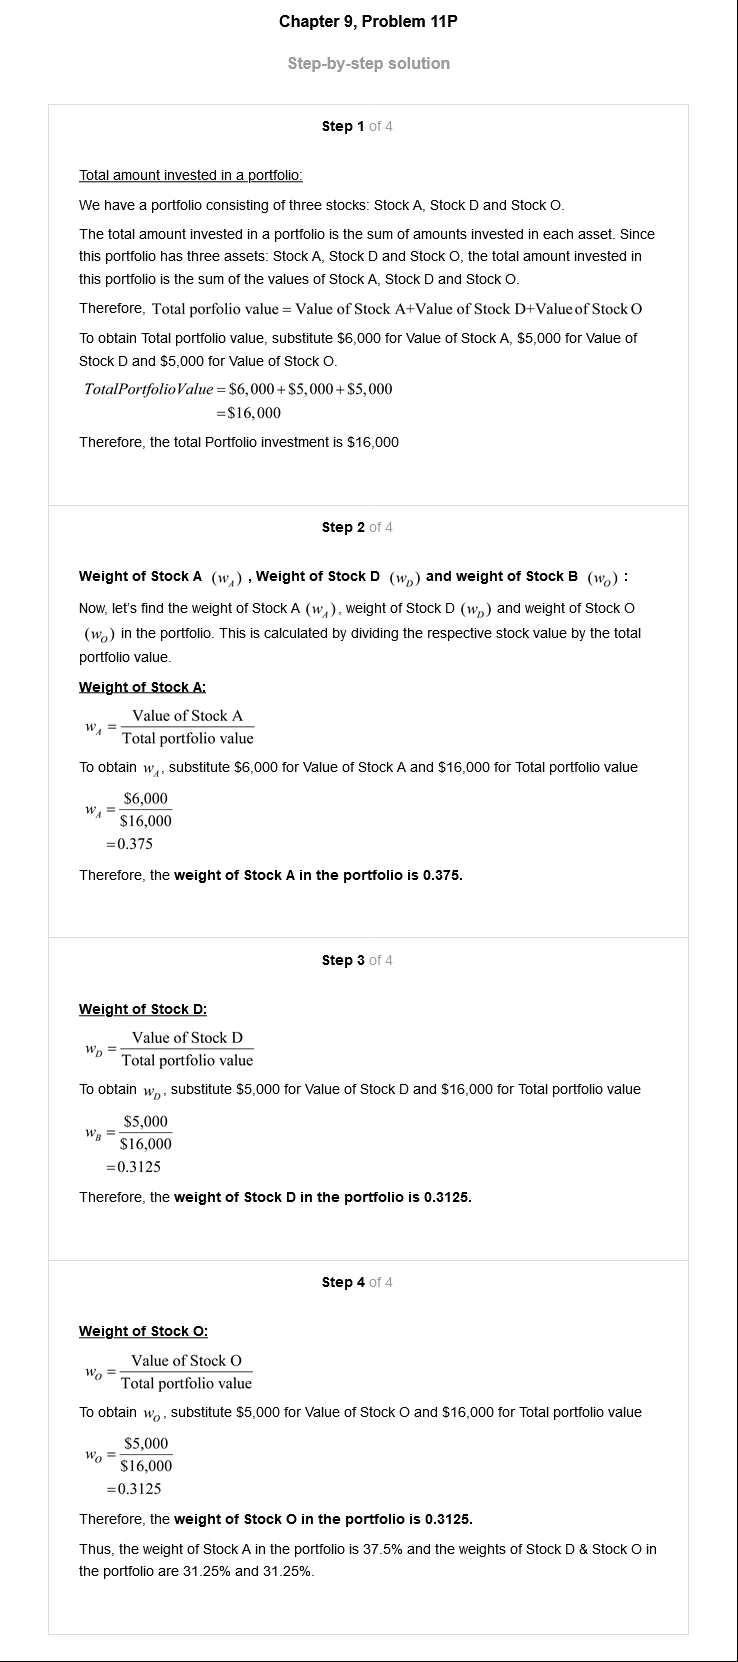 Chapter 9, Problem 11P
Step-by-step solution
Step 1 of 4
Total amount invested in a portfolio:
We have a portfolio consisting of three stocks: Stock A, Stock D and Stock O.
The total amount invested in a portfolio is the sum of amounts invested in each asset. Since
this portfolio has three assets: Stock A, Stock D and Stock O, the total amount invested in
this portfolio is the sum of the values of Stock A, Stock D and Stock O.
Therefore, Total porfolio value = Value of Stock A+Value of Stock D+Value of Stock O
To obtain Total portfolio value, substitute $6,000 for Value of Stock A, $5,000 for Value of
Stock D and $5,000 for Value of Stock O.
TotalPortfolioValue = $6,000+$5,000+$5,000
=$16,000
Therefore, the total Portfolio investment is $16,000
Step 2 of 4
Weight of Stock A (w_A) , Weight of Stock D (w_D) and weight of Stock B (w_O) :
Now, let's find the weight of Stock A (w_A), weight of Stock D (w_D) and weight of Stock O
(w_O) in the portfolio. This is calculated by dividing the respective stock value by the total
portfolio value.
Weight of Stock A:
w_A = Value of Stock A
Total portfolio value
To obtain w_A, substitute $6,000 for Value of Stock A and $16,000 for Total portfolio value
w_A = $6,000
$16,000
=0.375
Therefore, the weight of Stock A in the portfolio is 0.375.
Step 3 of 4
Weight of Stock D:
w_D = Value of Stock D
Total portfolio value
To obtain w_D, substitute $5,000 for Value of Stock D and $16,000 for Total portfolio value
w_B = $5,000
$16,000
=0.3125
Therefore, the weight of Stock D in the portfolio is 0.3125.
Step 4 of 4
Weight of Stock O:
w_O = Value of Stock O
Total portfolio value
To obtain w_O, substitute $5,000 for Value of Stock O and $16,000 for Total portfolio value
w_O = $5,000
$16,000
=0.3125
Therefore, the weight of Stock O in the portfolio is 0.3125.
Thus, the weight of Stock A in the portfolio is 37.5% and the weights of Stock D & Stock O in
the portfolio are 31.25% and 31.25%.